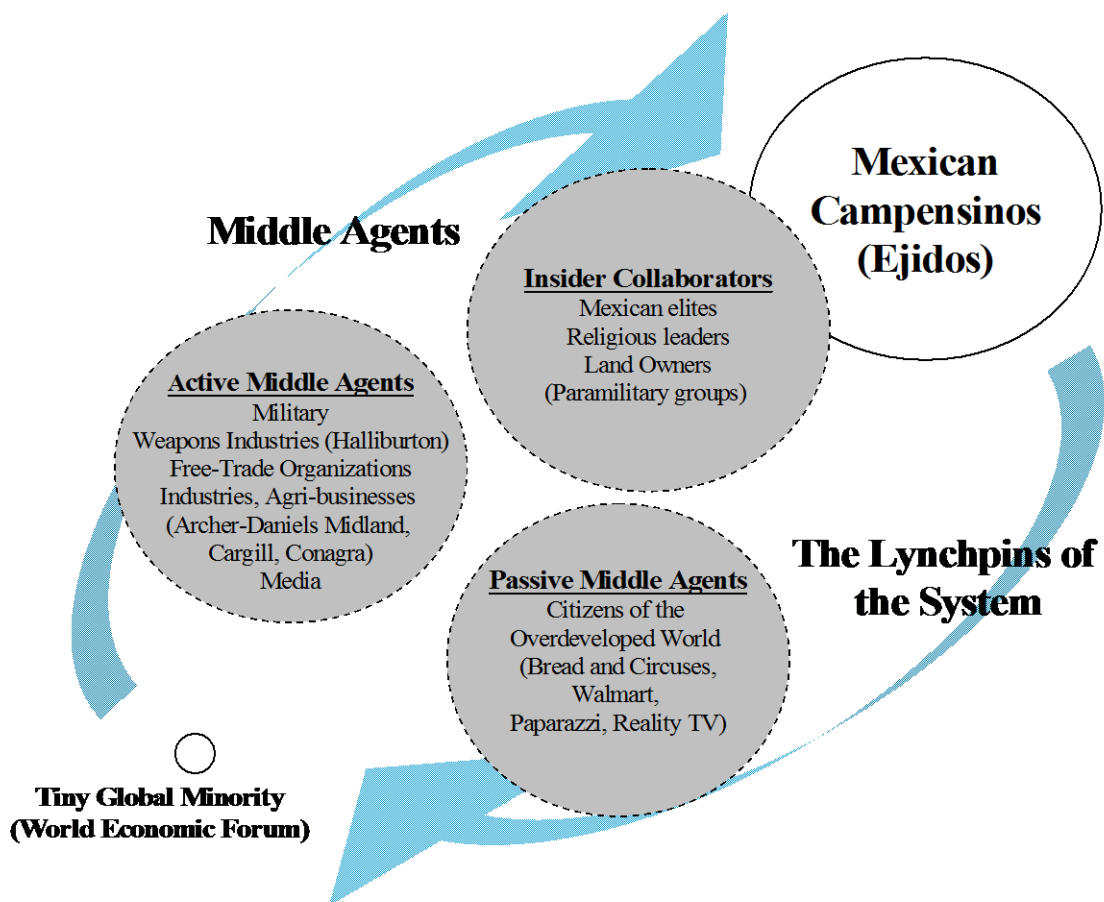 Middle Agents
Mexican
Campensinos
(Ejidos)
Insider Collaborators
Mexican elites
Religious leaders
Land Owners
(Paramilitary groups)
Active Middle Agents
Military
Weapons Industries (Halliburton)
Free-Trade Organizations
Industries, Agri-businesses
(Archer-Daniels Midland,
Cargill, Conagra)
Media
Passive Middle Agents
Citizens of the
Overdeveloped World
(Bread and Circuses,
Walmart,
Paparazzi, Reality TV)
The Lynchpins of
the System
Tiny Global Minority
(World Economic Forum)